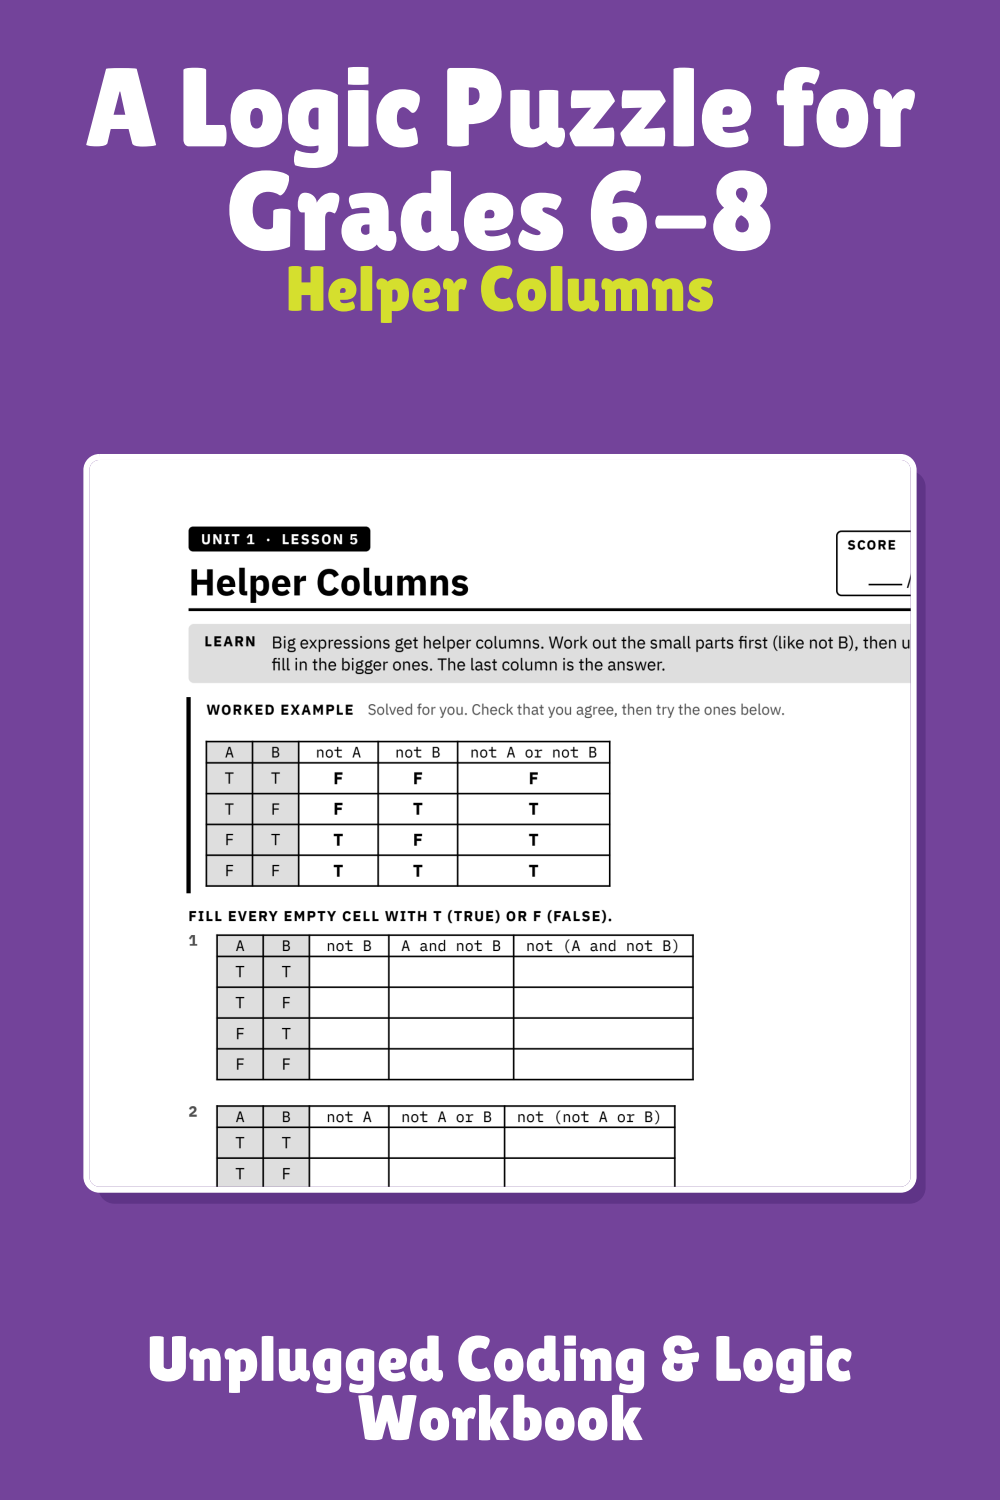 A Logic Puzzle for
Grades 6–8
Helper Columns
UNIT 1 · LESSON 5
SCORE
Helper Columns
LEARN Big expressions get helper columns. Work out the small parts first (like not B), then u
fill in the bigger ones. The last column is the answer.
WORKED EXAMPLE Solved for you. Check that you agree, then try the ones below.
A B not A not B not A or not B
T T F F F
T F F T T
F T T F T
F F T T T
FILL EVERY EMPTY CELL WITH T (TRUE) OR F (FALSE).
1 A B not B A and not B not (A and not B)
T T
T F
F T
F F
2 A B not A not A or B not (not A or B)
T T
T F
Unplugged Coding & Logic
Workbook